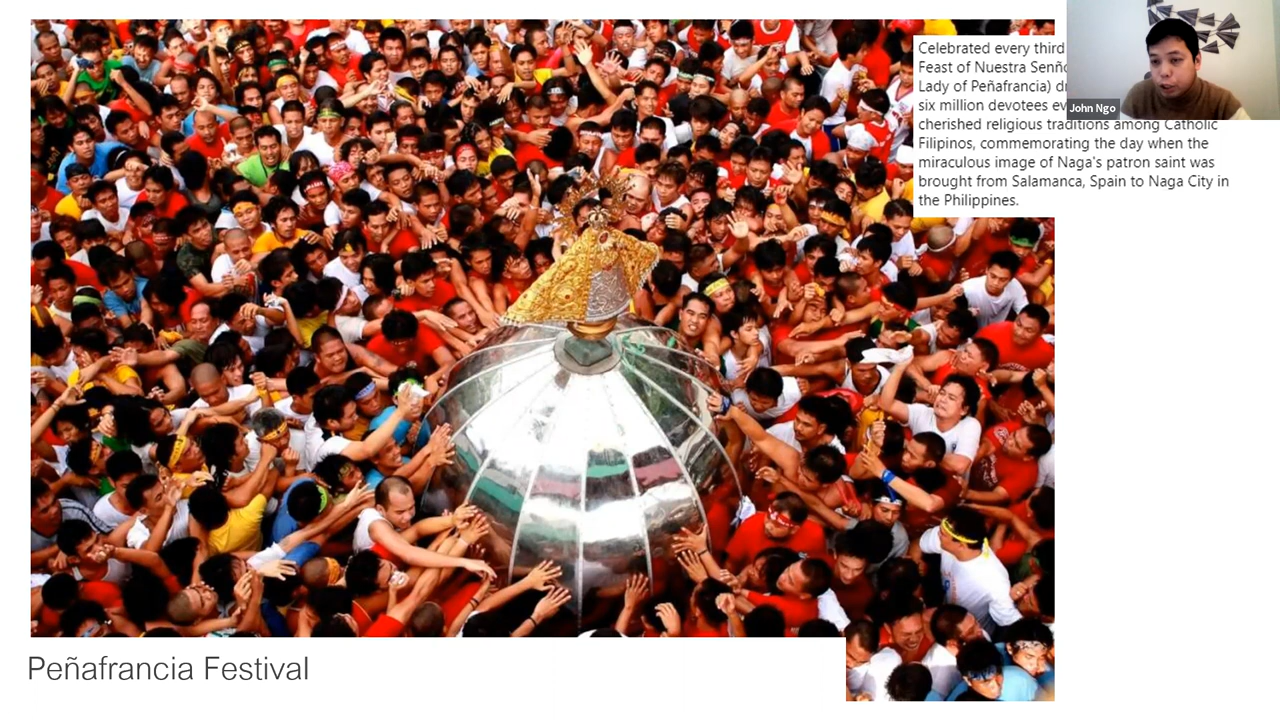 Celebrated every third
Feast of Nuestra Señ
Lady of Peñafrancia)
six million devotees
cherished religious traditions among Catholic
Filipinos, commemorating the day when the
miraculous image of Naga's patron saint was
brought from Salamanca, Spain to Naga City in
the Philippines.
John Ngo
Peñafrancia Festival